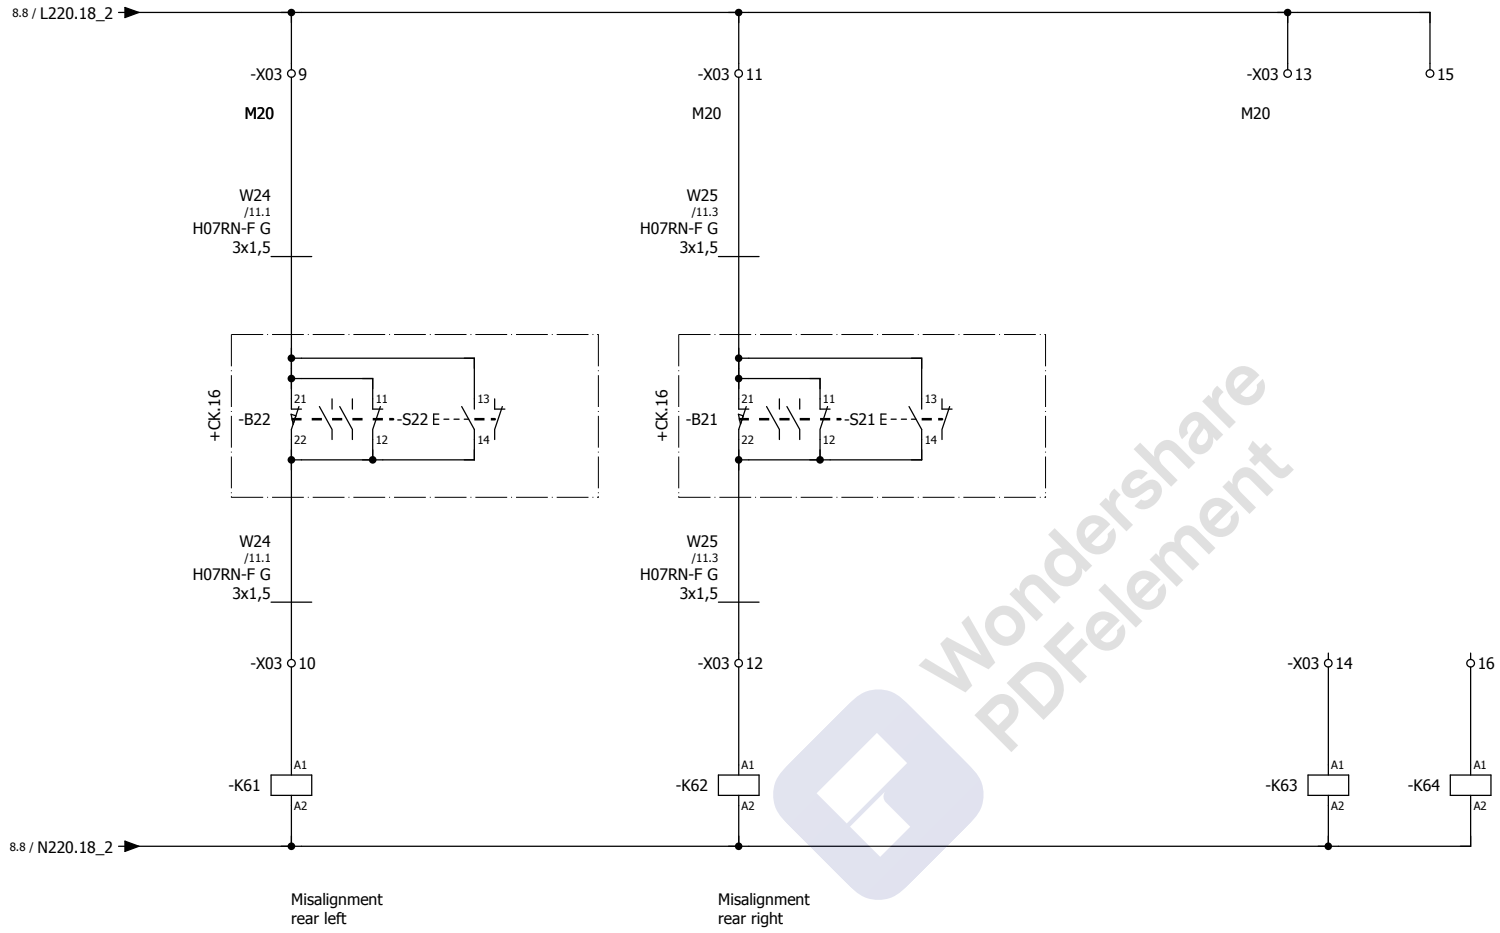 8.8 / L220.18_2
-X03 9
-X03 11
-X03 13
15
M20
M20
M20
W24
/11.1
H07RN-F G
3x1,5
W25
/11.3
H07RN-F G
3x1,5
+CK.16
-B22
21
22
11
12
-S22 E
13
14
+CK.16
-B21
21
22
11
12
-S21 E
13
14
W24
/11.1
H07RN-F G
3x1,5
W25
/11.3
H07RN-F G
3x1,5
-X03 10
-X03 12
-X03 14
16
-K61
A1
A2
-K62
A1
A2
-K63
A1
A2
-K64
A1
A2
8.8 / N220.18_2
Misalignment
rear left
Misalignment
rear right
Wondershare
PDFelement